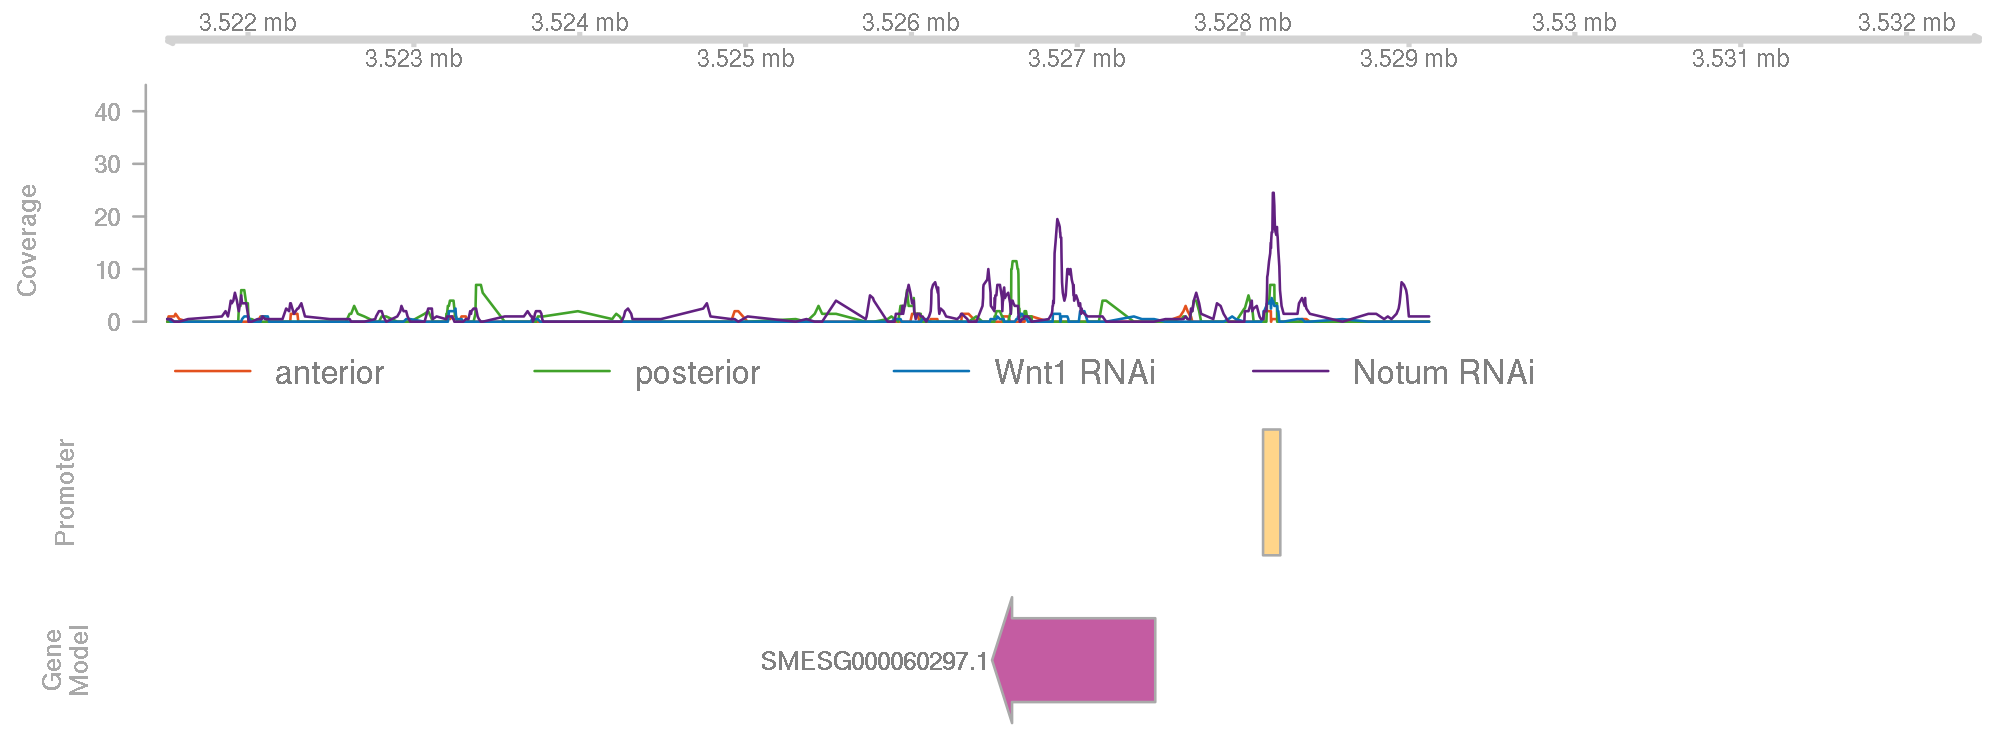 3.522 mb 3.524 mb 3.526 mb 3.528 mb 3.53 mb 3.532 mb
3.523 mb 3.525 mb 3.527 mb 3.529 mb 3.531 mb
Coverage
40
30
20
10
0
anterior posterior Wnt1 RNAi Notum RNAi
Promoter
Gene
Model
SMESG000060297.1